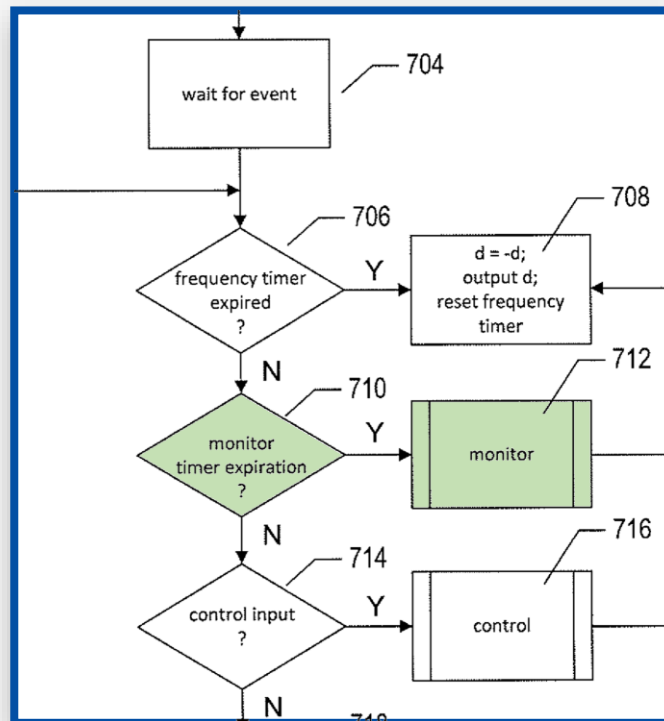 704
wait for event
706
708
frequency timer
expired
?
Y
d = -d;
output d;
reset frequency
timer
N
710
712
monitor
timer expiration
?
Y
monitor
N
714
716
control input
?
Y
control
N